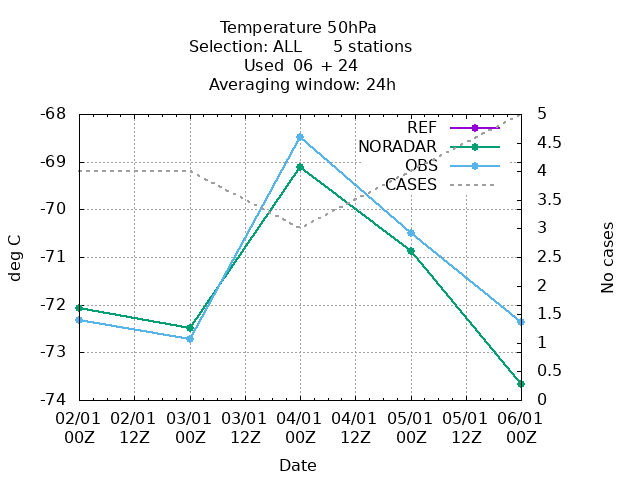 Temperature 50hPa
Selection: ALL 5 stations
Used 06 + 24
Averaging window: 24h
-68
-69
-70
-71
-72
-73
-74
deg C
REF
NORADAR
OBS
CASES
5
4.5
4
3.5
3
2.5
2
1.5
1
0.5
0
No cases
02/01 02/01 03/01 03/01 04/01 04/01 05/01 05/01 06/01
00Z 12Z 00Z 12Z 00Z 12Z 00Z 12Z 00Z
Date